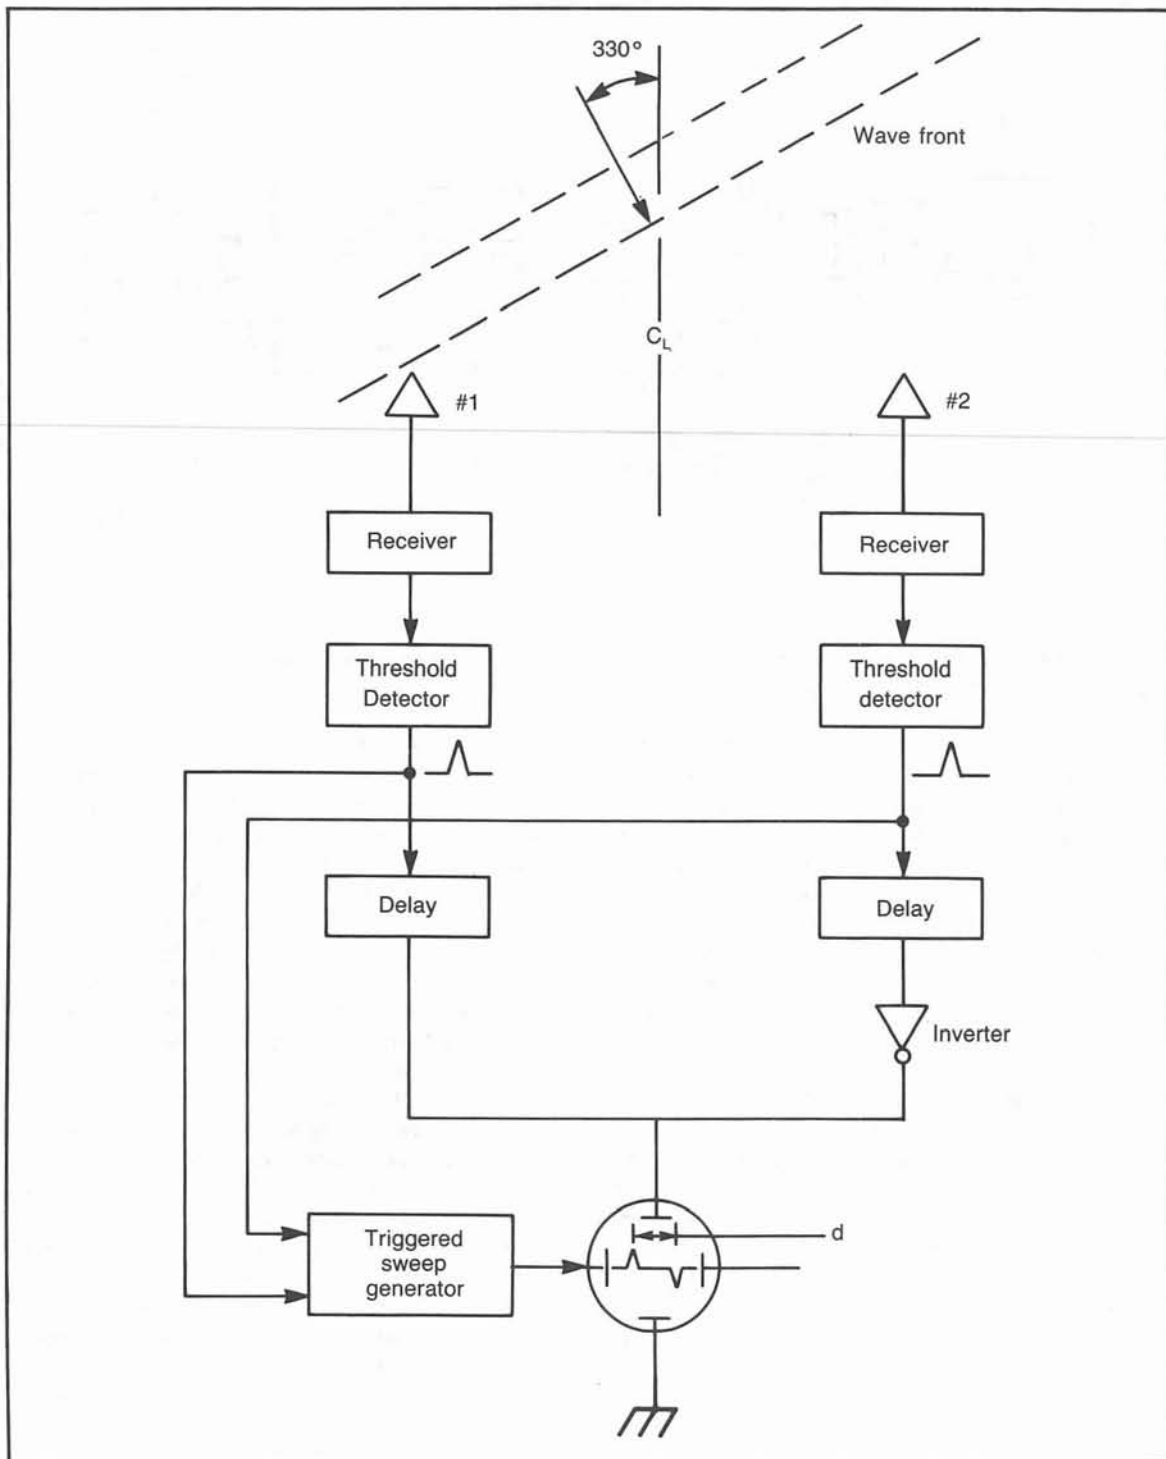 330°
Wave front
C_L
#1
#2
Receiver
Receiver
Threshold
Detector
Threshold
detector
Delay
Delay
Inverter
Triggered
sweep
generator
d